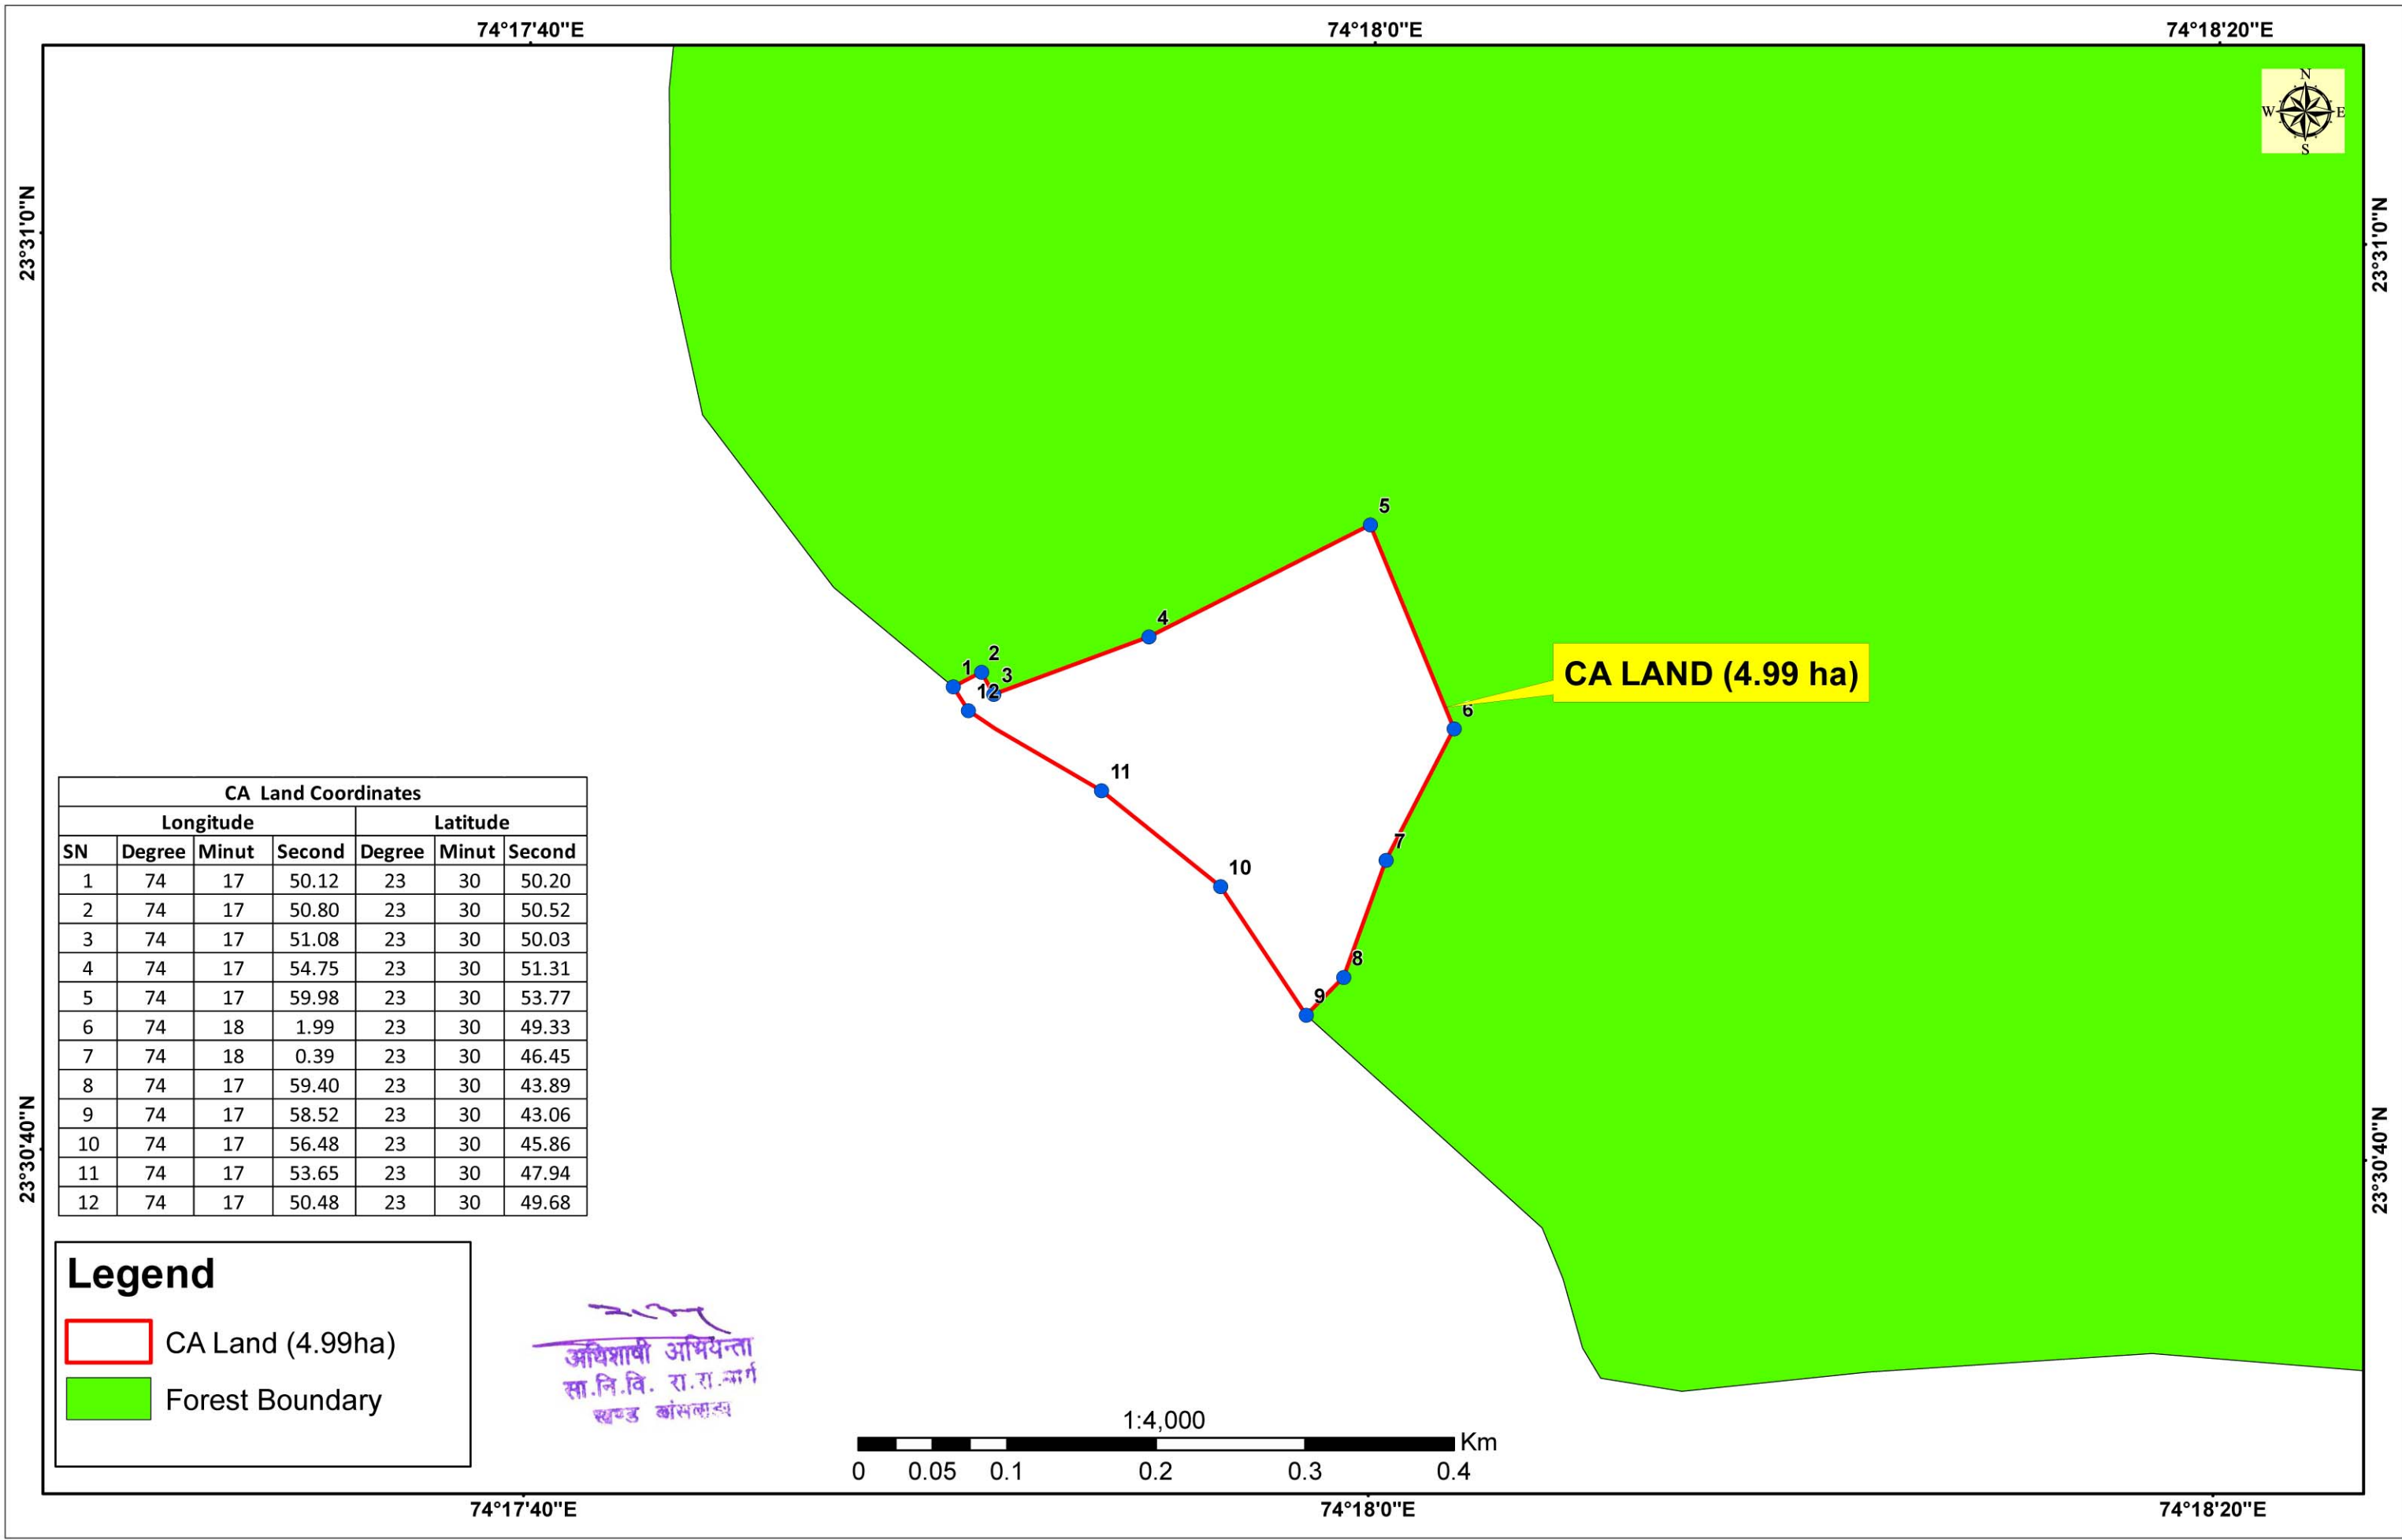 74°17'40"E 74°18'0"E 74°18'20"E
N
W E
S
23°31'0"N 23°31'0"N
5
4
2
1 3
12
CA LAND (4.99 ha)
6
11
7
10
8
9
CA Land Coordinates
Longitude Latitude
SN Degree Minut Second Degree Minut Second
1 74 17 50.12 23 30 50.20
2 74 17 50.80 23 30 50.52
3 74 17 51.08 23 30 50.03
4 74 17 54.75 23 30 51.31
5 74 17 59.98 23 30 53.77
6 74 18 1.99 23 30 49.33
7 74 18 0.39 23 30 46.45
8 74 17 59.40 23 30 43.89
9 74 17 58.52 23 30 43.06
10 74 17 56.48 23 30 45.86
11 74 17 53.65 23 30 47.94
12 74 17 50.48 23 30 49.68
23°30'40"N 23°30'40"N
Legend
CA Land (4.99ha)
Forest Boundary
अधिशाषी अभियन्ता
सा.नि.वि. रा.रा.मार्ग
खण्ड बांसवाड़ा
1:4,000
Km
0 0.05 0.1 0.2 0.3 0.4
74°17'40"E 74°18'0"E 74°18'20"E